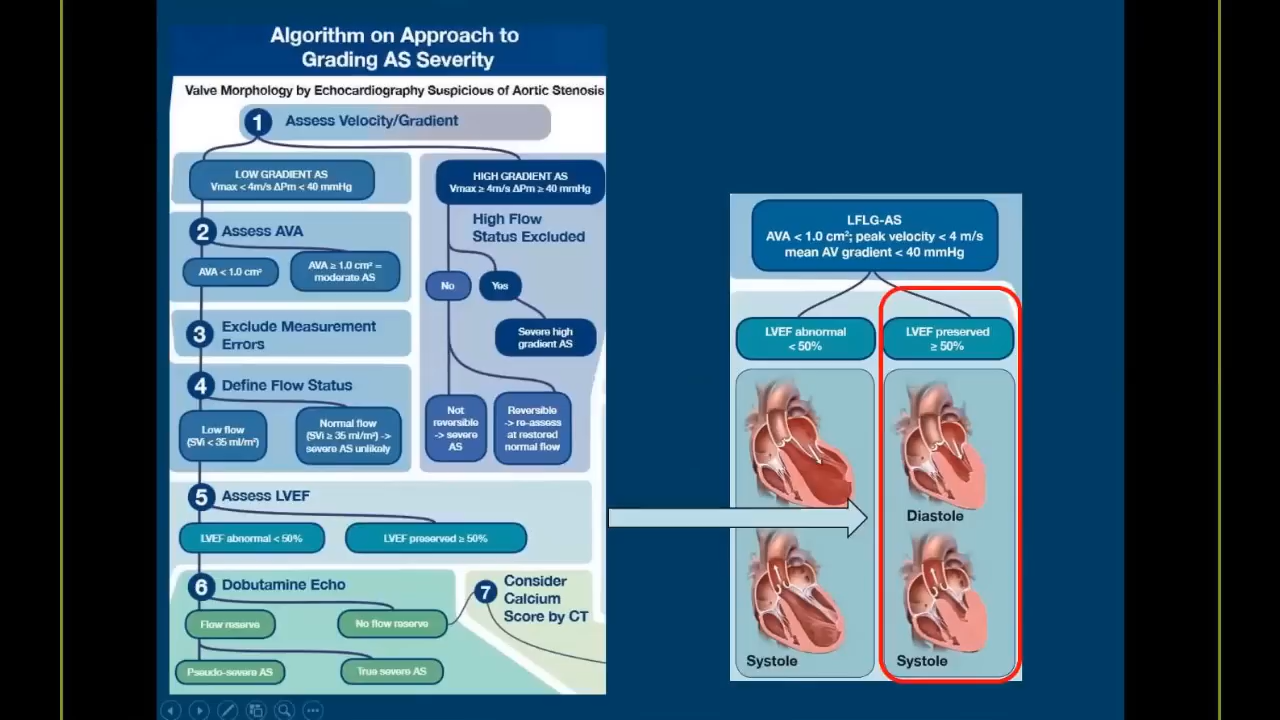 Algorithm on Approach to
Grading AS Severity
Valve Morphology by Echocardiography Suspicious of Aortic Stenosis
1 Assess Velocity/Gradient
LOW GRADIENT AS
Vmax < 4m/s ΔPm < 40 mmHg
2 Assess AVA
AVA < 1.0 cm²
AVA ≥ 1.0 cm² =
moderate AS
3 Exclude Measurement
Errors
4 Define Flow Status
Low flow
(SVi < 35 ml/m²)
Normal flow
(SVi ≥ 35 ml/m²) ->
severe AS unlikely
HIGH GRADIENT AS
Vmax ≥ 4m/s ΔPm ≥ 40 mmHg
High Flow
Status Excluded
No
Yes
Severe high
gradient AS
Not
reversible
-> severe
AS
Reversible
-> re-assess
at restored
normal flow
5 Assess LVEF
LVEF abnormal < 50%
LVEF preserved ≥ 50%
6 Dobutamine Echo
Flow reserve
No flow reserve
Pseudo-severe AS
True severe AS
7 Consider
Calcium
Score by CT
LFLG-AS
AVA < 1.0 cm²; peak velocity < 4 m/s
mean AV gradient < 40 mmHg
LVEF abnormal
< 50%
LVEF preserved
≥ 50%
Diastole
Systole
Systole